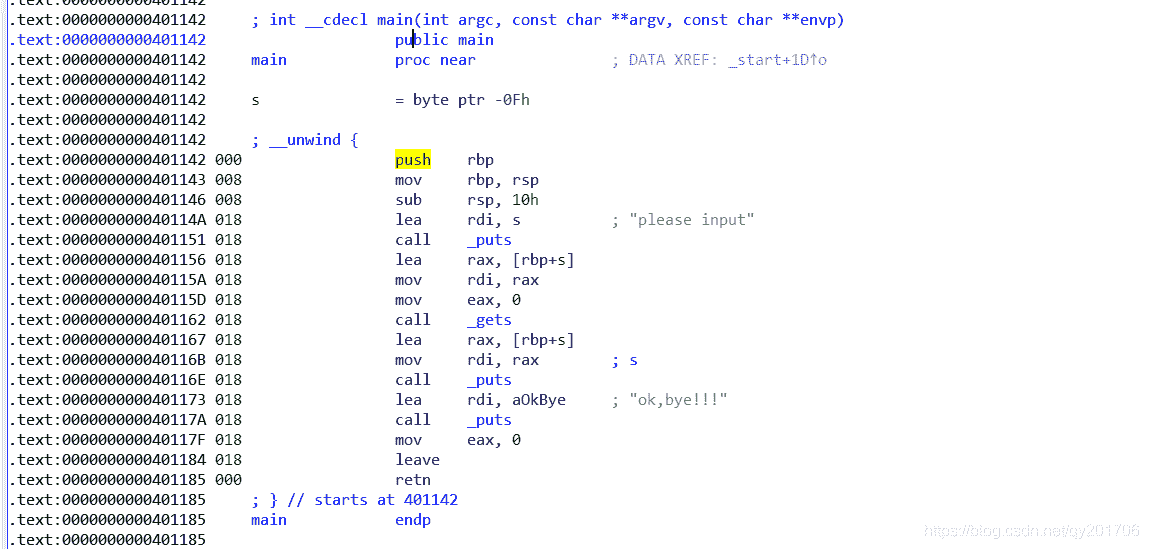 .text:0000000000401142
.text:0000000000401142 ; int __cdecl main(int argc, const char **argv, const char **envp)
.text:0000000000401142 public main
.text:0000000000401142 main proc near ; DATA XREF: _start+1D↑o
.text:0000000000401142
.text:0000000000401142 s = byte ptr -0Fh
.text:0000000000401142
.text:0000000000401142 ; __unwind {
.text:0000000000401142 000 push rbp
.text:0000000000401143 008 mov rbp, rsp
.text:0000000000401146 008 sub rsp, 10h
.text:000000000040114A 018 lea rdi, s ; "please input"
.text:0000000000401151 018 call _puts
.text:0000000000401156 018 lea rax, [rbp+s]
.text:000000000040115A 018 mov rdi, rax
.text:000000000040115D 018 mov eax, 0
.text:0000000000401162 018 call _gets
.text:0000000000401167 018 lea rax, [rbp+s]
.text:000000000040116B 018 mov rdi, rax ; s
.text:000000000040116E 018 call _puts
.text:0000000000401173 018 lea rdi, aOkBye ; "ok,bye!!!"
.text:000000000040117A 018 call _puts
.text:000000000040117F 018 mov eax, 0
.text:0000000000401184 018 leave
.text:0000000000401185 000 retn
.text:0000000000401185 ; } // starts at 401142
.text:0000000000401185 main endp
.text:0000000000401185
https://blog.csdn.net/qy201706